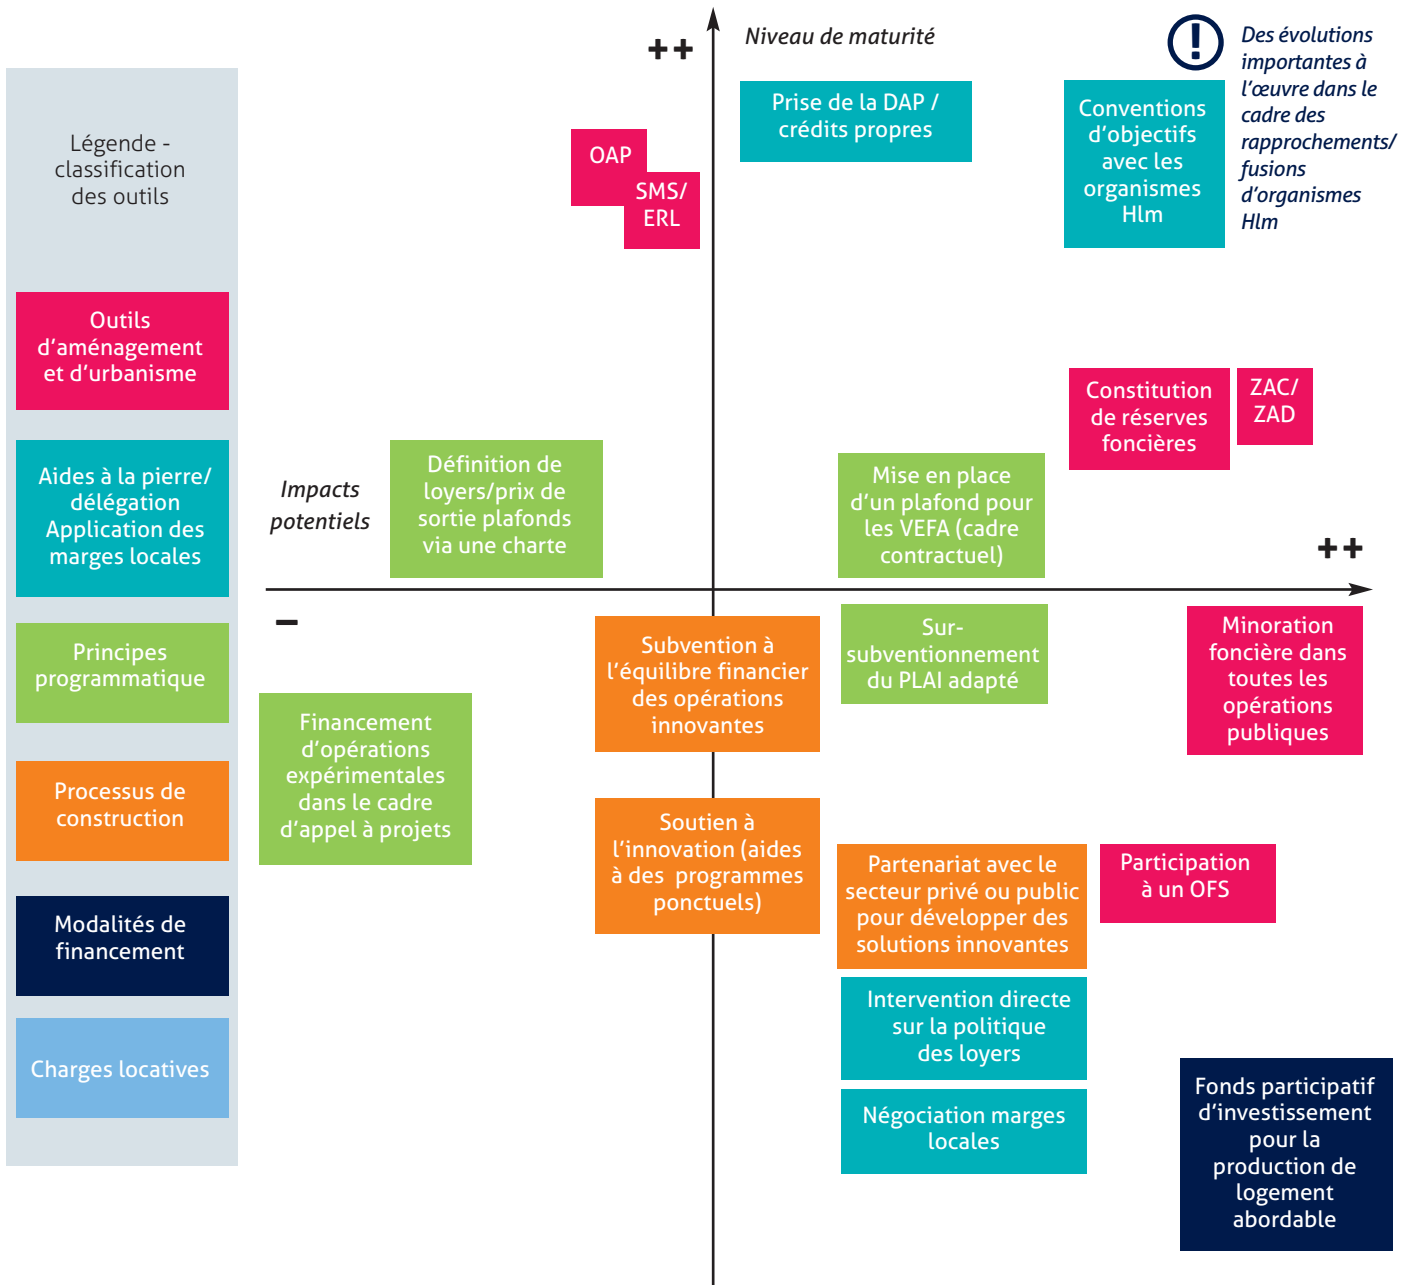 Niveau de maturité
++
Des évolutions
importantes à
l'œuvre dans le
cadre des
rapprochements/
fusions
d'organismes
Hlm
Légende -
classification
des outils
Outils
d'aménagement
et d'urbanisme
Aides à la pierre/
délégation
Application des
marges locales
Principes
programmatique
Processus de
construction
Modalités de
financement
Charges locatives
OAP
SMS/
ERL
Prise de la DAP /
crédits propres
Conventions
d'objectifs
avec les
organismes
Hlm
Constitution
de réserves
foncières
ZAC/
ZAD
Impacts
potentiels
Définition de
loyers/prix de
sortie plafonds
via une charte
Mise en place
d'un plafond pour
les VEFA (cadre
contractuel)
++
–
Subvention à
l'équilibre financier
des opérations
innovantes
Sur-
subventionnement
du PLAI adapté
Minoration
foncière dans
toutes les
opérations
publiques
Financement
d'opérations
expérimentales
dans le cadre
d'appel à projets
Soutien à
l'innovation (aides
à des programmes
ponctuels)
Partenariat avec le
secteur privé ou public
pour développer des
solutions innovantes
Participation
à un OFS
Intervention directe
sur la politique
des loyers
Négociation marges
locales
Fonds participatif
d'investissement
pour la
production de
logement
abordable